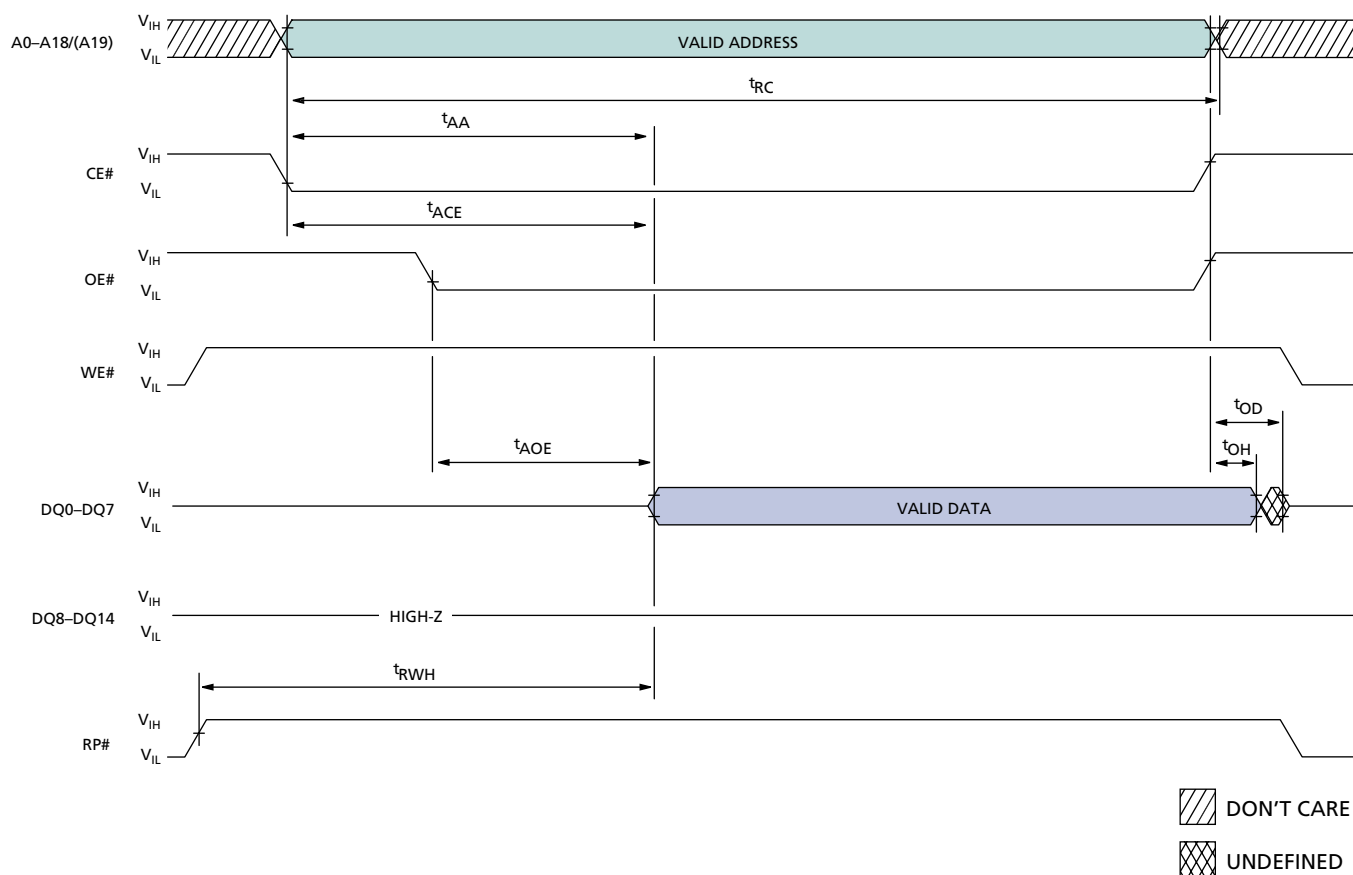 A0–A18/(A19)
VIH
VIL
VALID ADDRESS
tRC
tAA
CE#
VIH
VIL
tACE
OE#
VIH
VIL
WE#
VIH
VIL
tOD
tAOE
tOH
DQ0–DQ7
VIH
VIL
VALID DATA
DQ8–DQ14
VIH
VIL
HIGH-Z
tRWH
RP#
VIH
VIL
DON'T CARE
UNDEFINED